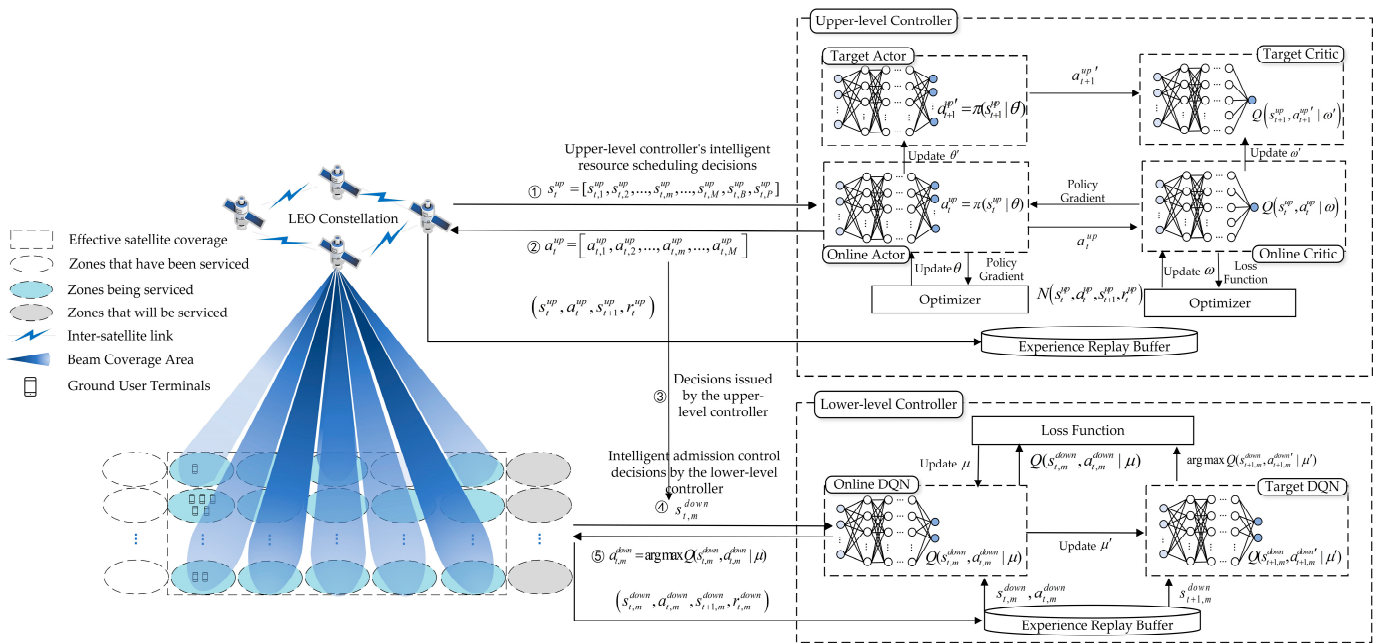 Upper-level Controller
Target Actor
Target Critic
a_{t+1}^{up}'
a_{t+1}^{up}' = π(s_{t+1}^{up} | θ')
Q(s_{t+1}^{up}, a_{t+1}^{up}' | ω')
Update θ'
Update ω'
Upper-level controller's intelligent
resource scheduling decisions
① s_t^{up} = [s_{t,1}^{up}, s_{t,2}^{up}, ..., s_{t,m}^{up}, ..., s_{t,M}^{up}, s_{t,B}^{up}, s_{t,P}^{up}]
② a_t^{up} = [a_{t,1}^{up}, a_{t,2}^{up}, ..., a_{t,m}^{up}, ..., a_{t,M}^{up}]
a_t^{up} = π(s_t^{up} | θ)
Policy
Gradient
a_t^{up}
Q(s_t^{up}, a_t^{up} | ω)
Online Actor
Online Critic
Update θ
Policy
Gradient
Update ω
Loss
Function
Optimizer
N(s_t^{up}, a_t^{up}, s_{t+1}^{up}, r_t^{up})
Optimizer
(s_t^{up}, a_t^{up}, s_{t+1}^{up}, r_t^{up})
Experience Replay Buffer
LEO Constellation
Effective satellite coverage
Zones that have been serviced
Zones being serviced
Zones that will be serviced
Inter-satellite link
Beam Coverage Area
Ground User Terminals
③
Decisions issued
by the upper-
level controller
Intelligent admission control
decisions by the lower-level
controller
④ s_{t,m}^{down}
⑤ a_{t,m}^{down} = argmax Q(s_{t,m}^{down}, a_{t,m}^{down} | μ)
(s_{t,m}^{down}, a_{t,m}^{down}, s_{t+1,m}^{down}, r_{t,m}^{down})
Lower-level Controller
Loss Function
Update μ
Q(s_{t,m}^{down}, a_{t,m}^{down} | μ)
argmax Q(s_{t+1,m}^{down}, a_{t+1,m}^{down}' | μ')
Online DQN
Target DQN
Q(s_{t,m}^{down}, a_{t,m}^{down} | μ)
Update μ'
Q(s_{t+1,m}^{down}, a_{t+1,m}^{down}' | μ')
s_{t,m}^{down}, a_{t,m}^{down}
s_{t+1,m}^{down}
Experience Replay Buffer